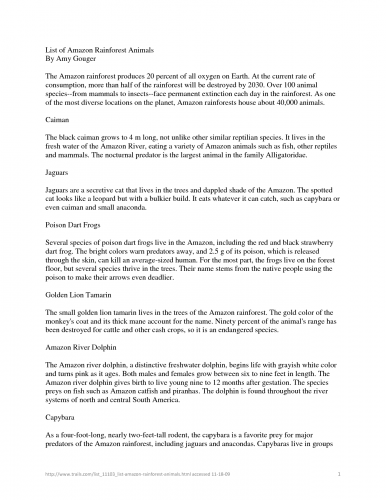 List of Amazon Rainforest Animals
By Amy Gouger
The Amazon rainforest produces 20 percent of all oxygen on Earth. At the current rate of
consumption, more than half of the rainforest will be destroyed by 2030. Over 100 animal
species--from mammals to insects--face permanent extinction each day in the rainforest. As one
of the most diverse locations on the planet, Amazon rainforests house about 40,000 animals.
Caiman
The black caiman grows to 4 m long, not unlike other similar reptilian species. It lives in the
fresh water of the Amazon River, eating a variety of Amazon animals such as fish, other reptiles
and mammals. The nocturnal predator is the largest animal in the family Alligatoridae.
Jaguars
Jaguars are a secretive cat that lives in the trees and dappled shade of the Amazon. The spotted
cat looks like a leopard but with a bulkier build. It eats whatever it can catch, such as capybara or
even caiman and small anaconda.
Poison Dart Frogs
Several species of poison dart frogs live in the Amazon, including the red and black strawberry
dart frog. The bright colors warn predators away, and 2.5 g of its poison, which is released
through the skin, can kill an average-sized human. For the most part, the frogs live on the forest
floor, but several species thrive in the trees. Their name stems from the native people using the
poison to make their arrows even deadlier.
Golden Lion Tamarin
The small golden lion tamarin lives in the trees of the Amazon rainforest. The gold color of the
monkey's coat and its thick mane account for the name. Ninety percent of the animal's range has
been destroyed for cattle and other cash crops, so it is an endangered species.
Amazon River Dolphin
The Amazon river dolphin, a distinctive freshwater dolphin, begins life with grayish white color
and turns pink as it ages. Both males and females grow between six to nine feet in length. The
Amazon river dolphin gives birth to live young nine to 12 months after gestation. The species
preys on fish such as Amazon catfish and piranhas. The dolphin is found throughout the river
systems of north and central South America.
Capybara
As a four-foot-long, nearly two-feet-tall rodent, the capybara is a favorite prey for major
predators of the Amazon rainforest, including jaguars and anacondas. Capybaras live in groups
http://www.trails.com/list_11103_list-amazon-rainforest-animals.html accessed 11-18-09 1